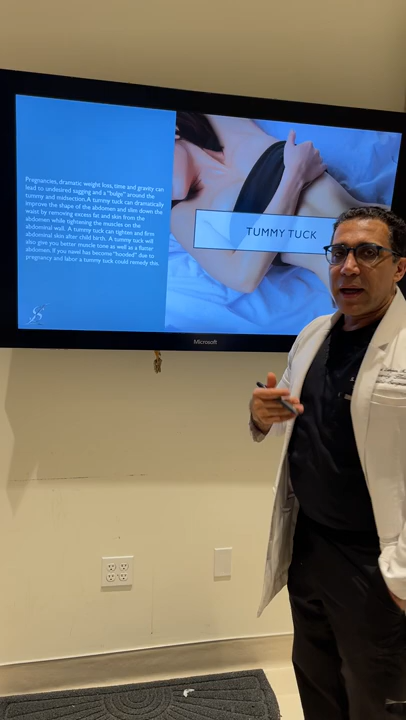 Pregnancies, dramatic weight loss, time and gravity can
lead to undesired sagging and a "bulge" around the
tummy and midsection. A tummy tuck can dramatically
improve the shape of the abdomen and slim down the
waist by removing excess fat and skin from the
abdomen while tightening the muscles on the
abdominal wall. A tummy tuck can tighten and firm
abdominal skin after child birth. A tummy tuck will
also give you better muscle tone as well as a flatter
abdomen. If you navel has become "hooded" due to
pregnancy and labor a tummy tuck could remedy this.
TUMMY TUCK
Microsoft